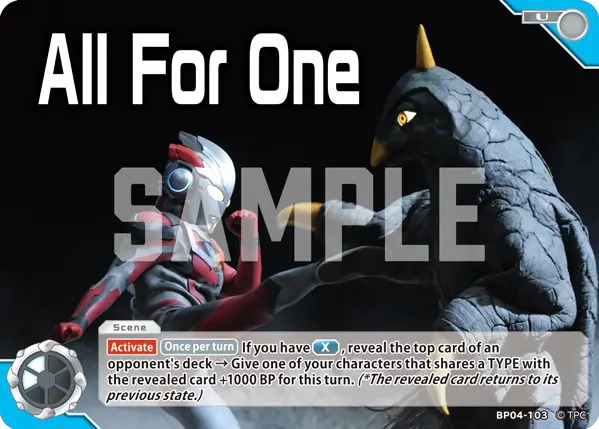 U
All For One
SAMPLE
Scene
Activate Once per turn If you have X , reveal the top card of an
opponent's deck → Give one of your characters that shares a TYPE with
the revealed card +1000 BP for this turn. (*The revealed card returns to its
previous state.)
BP04-103 © TPC